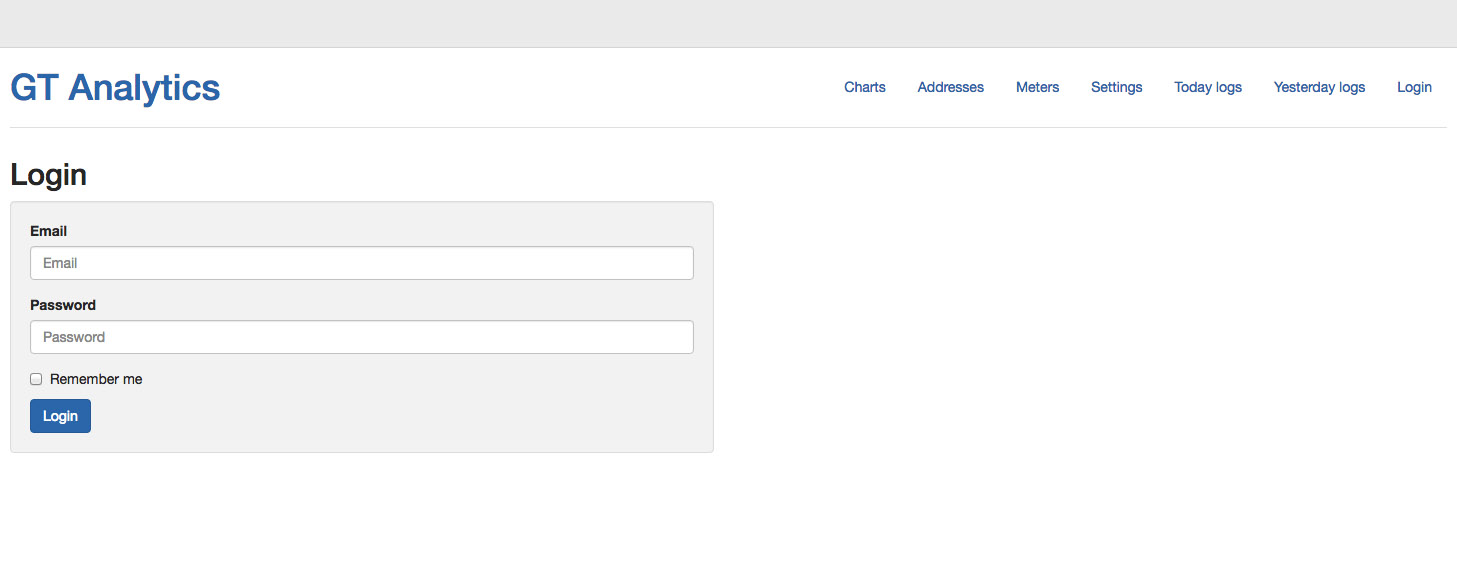 GT Analytics
Charts Addresses Meters Settings Today logs Yesterday logs Login
Login
Email
Email
Password
Password
Remember me
Login